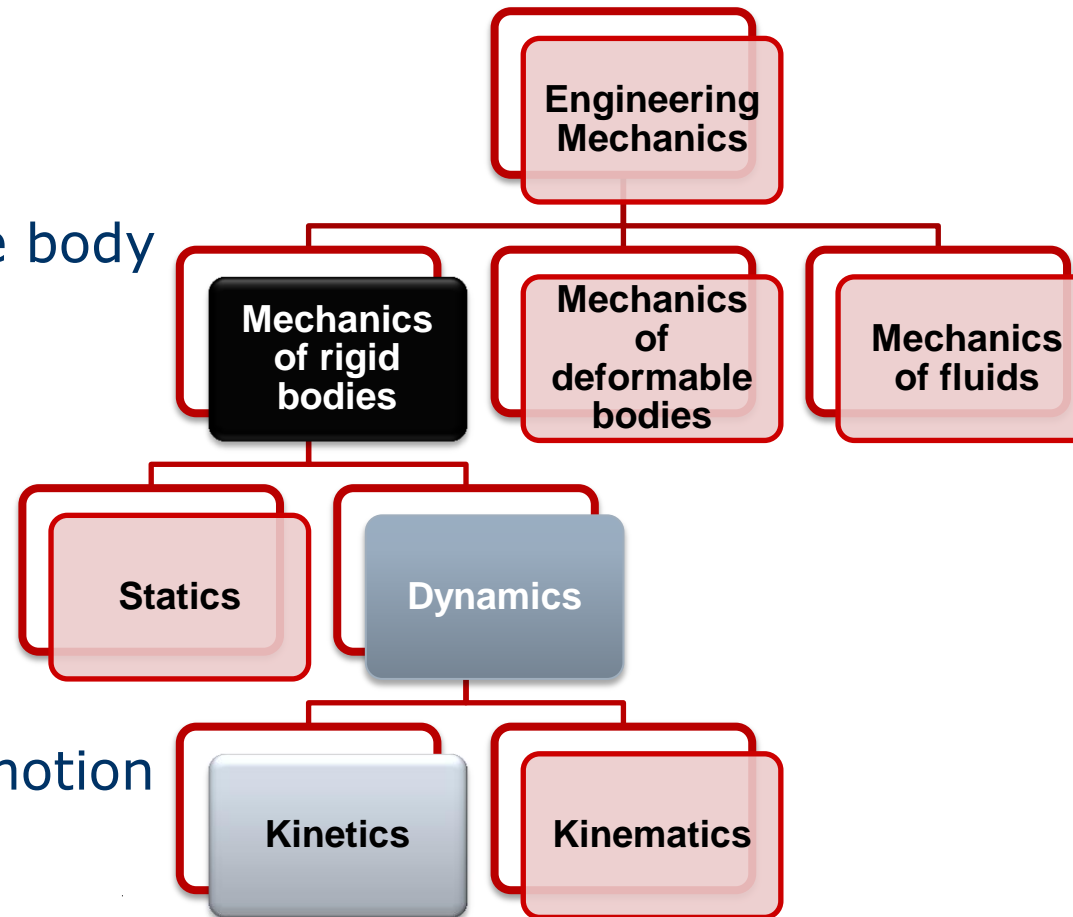 Engineering
Mechanics
e body
Mechanics
of rigid
bodies
Mechanics
of
deformable
bodies
Mechanics
of fluids
Statics
Dynamics
notion
Kinetics
Kinematics